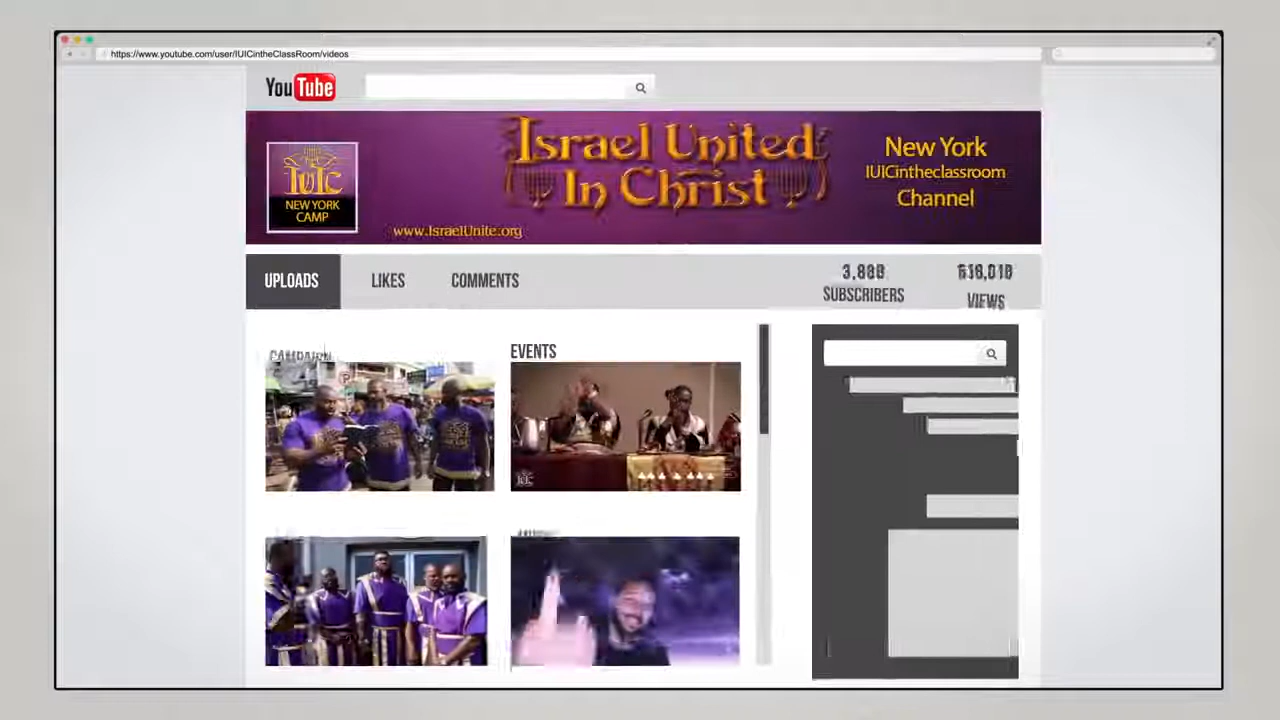 https://www.youtube.com/user/IUICintheClassRoom/videos
YouTube
Israel United
In Christ
New York
IUICintheclassroom
Channel
IUIC
NEW YORK
CAMP
www.IsraelUnite.org
UPLOADS
LIKES
COMMENTS
SUBSCRIBERS
VIEWS
EVENTS
IUIC